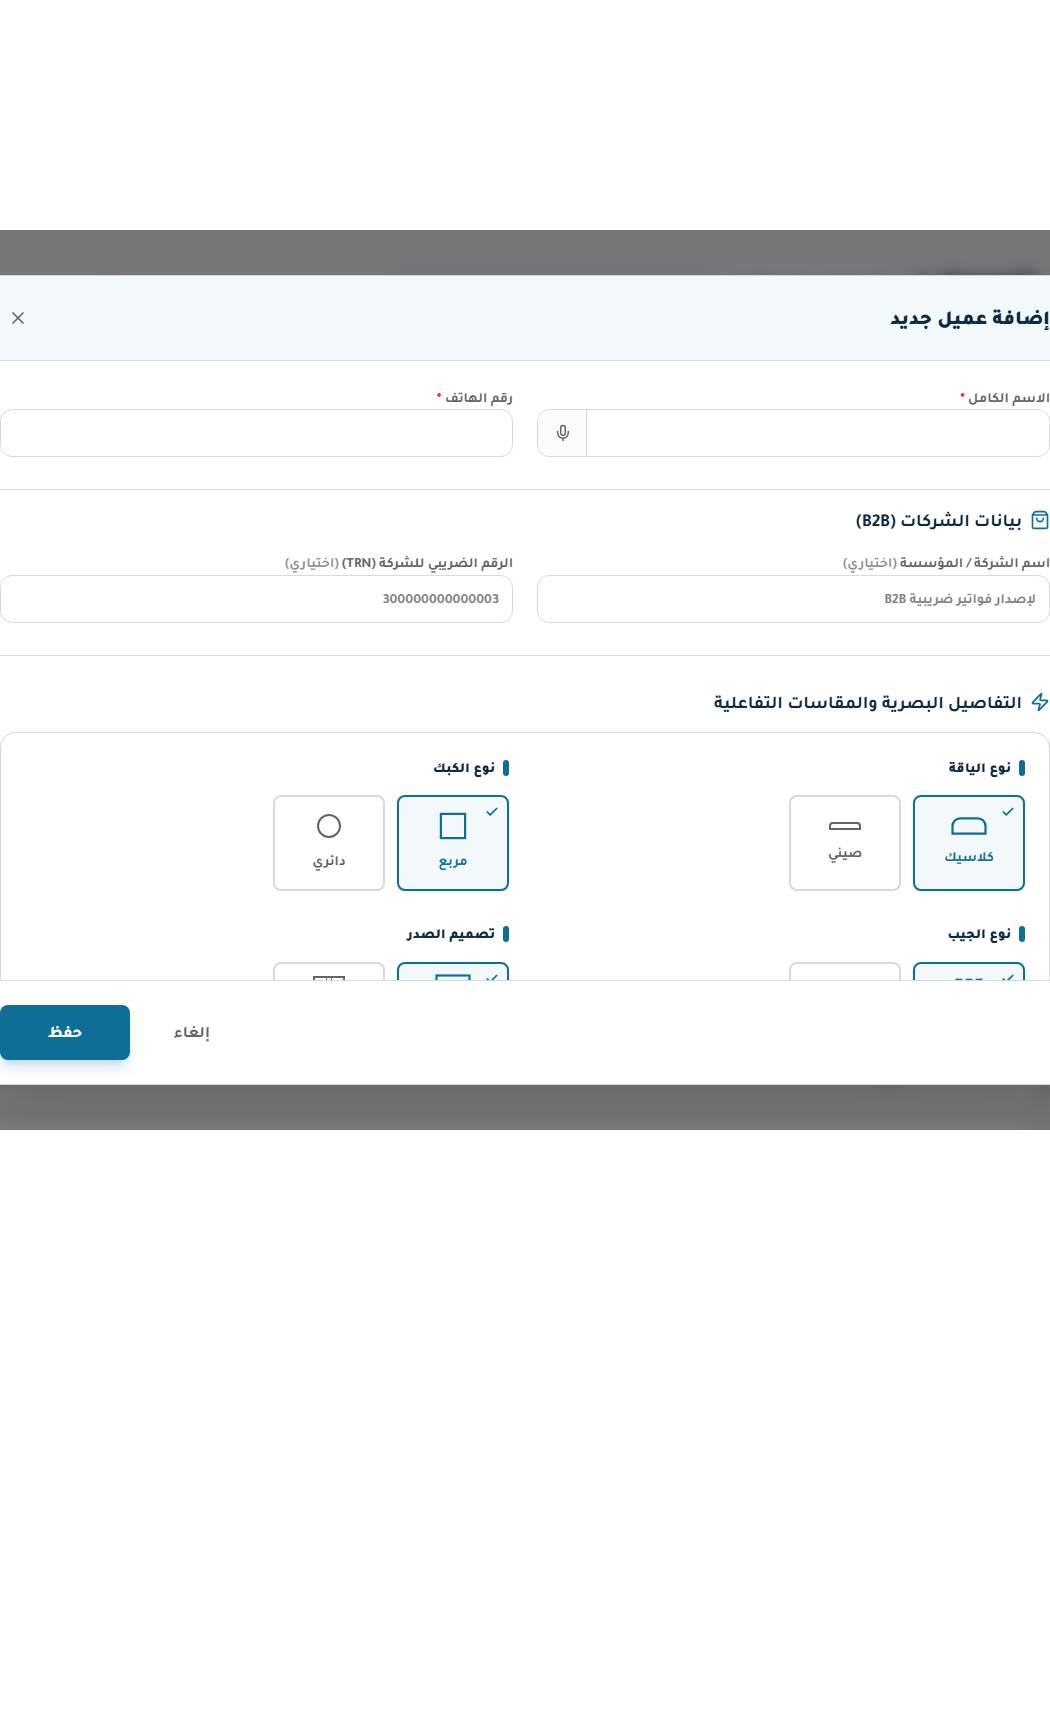 إضافة عميل جديد
الاسم الكامل *
رقم الهاتف *
بيانات الشركات (B2B)
اسم الشركة / المؤسسة (اختياري)
الرقم الضريبي للشركة (TRN) (اختياري)
لإصدار فواتير ضريبية B2B
300000000000003
التفاصيل البصرية والمقاسات التفاعلية
نوع الياقة
نوع الكبك
كلاسيك
صيني
مربع
دائري
نوع الجيب
تصميم الصدر
إلغاء
حفظ